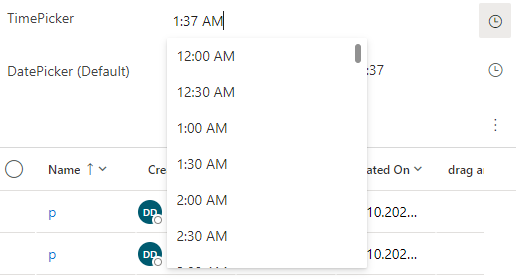 TimePicker
1:37 AM
DatePicker (Default)
:37
12:00 AM
12:30 AM
1:00 AM
1:30 AM
2:00 AM
2:30 AM
Name
Cre
ated On
drag a
p
DD
10.202...
p
DD
10.202...